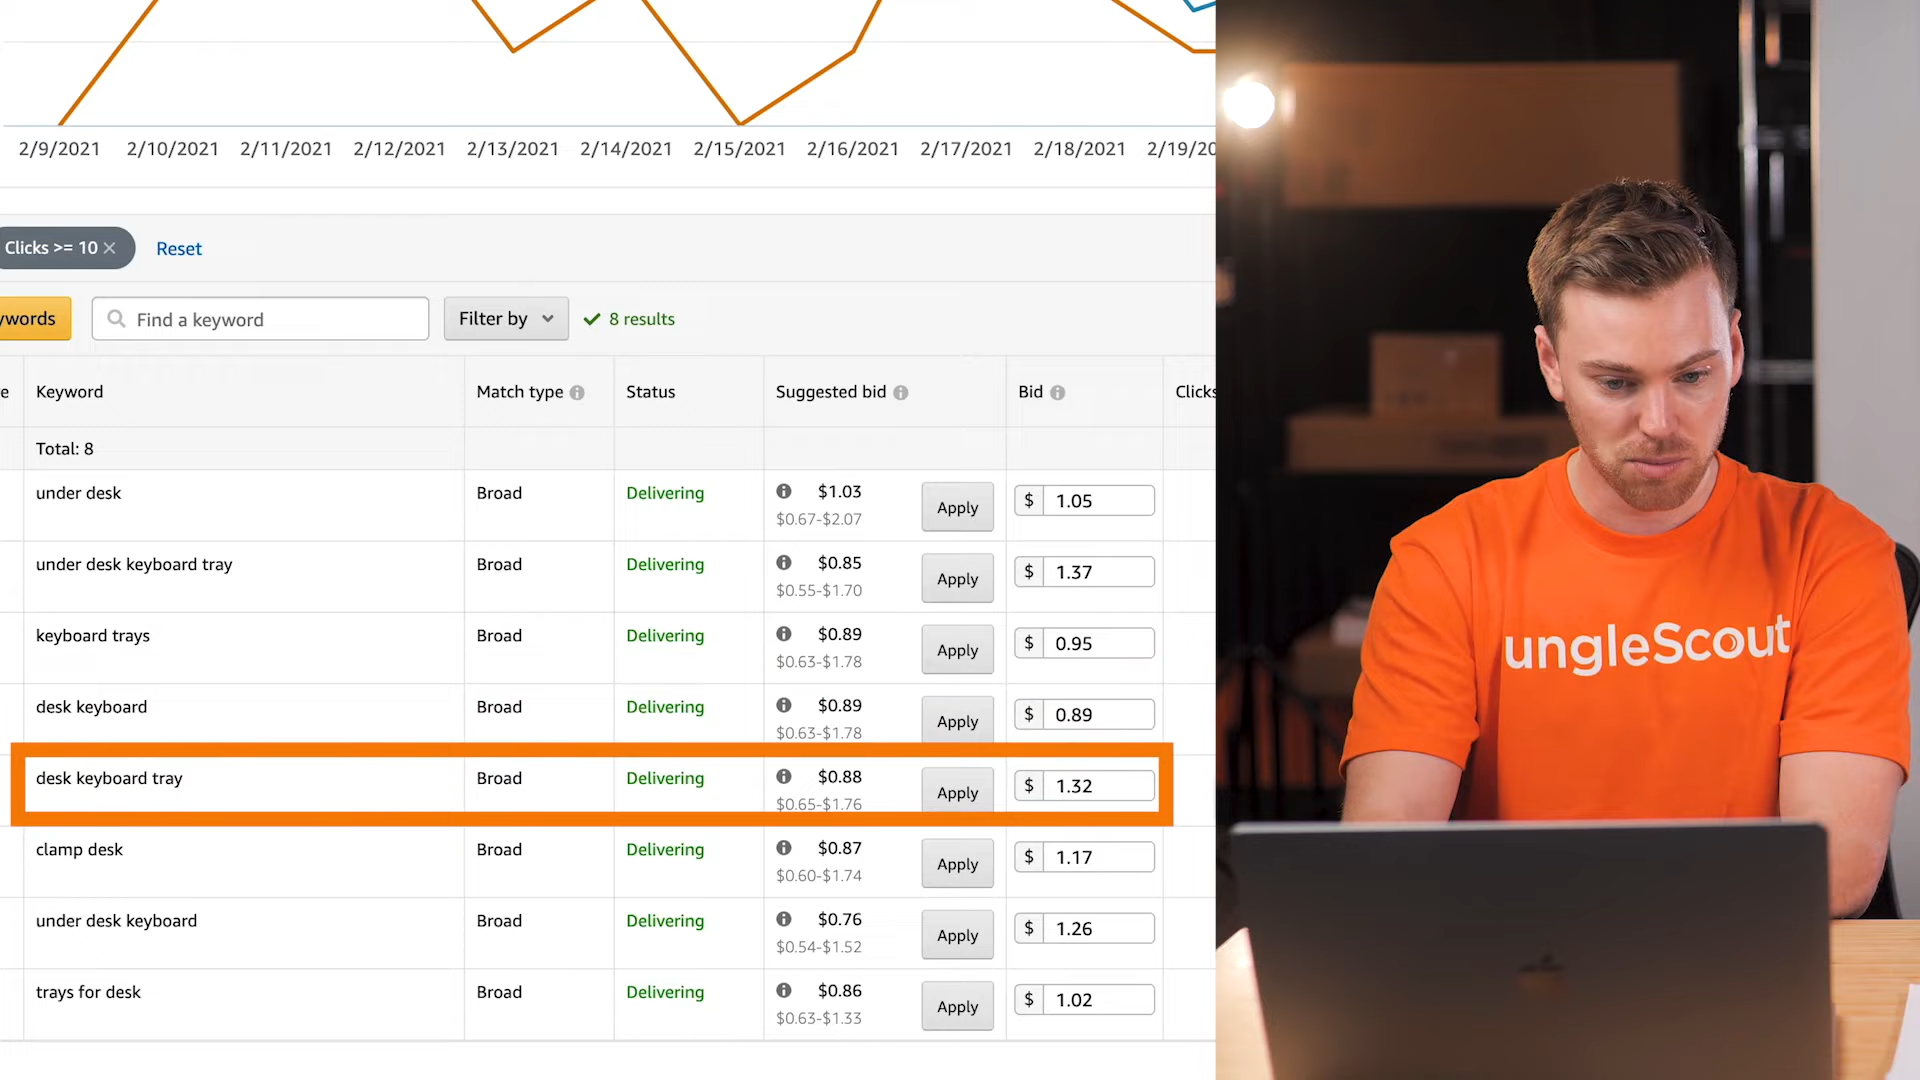 2/9/2021 2/10/2021 2/11/2021 2/12/2021 2/13/2021 2/14/2021 2/15/2021 2/16/2021 2/17/2021 2/18/2021 2/19/20
Clicks >= 10 Reset
ywords Find a keyword Filter by 8 results
e Keyword Match type Status Suggested bid Bid Clicks
Total: 8
under desk Broad Delivering $1.03 Apply $ 1.05
$0.67-$2.07
under desk keyboard tray Broad Delivering $0.85 Apply $ 1.37
$0.55-$1.70
keyboard trays Broad Delivering $0.89 Apply $ 0.95
$0.63-$1.78
desk keyboard Broad Delivering $0.89 Apply $ 0.89
$0.63-$1.78
desk keyboard tray Broad Delivering $0.88 Apply $ 1.32
$0.65-$1.76
clamp desk Broad Delivering $0.87 Apply $ 1.17
$0.60-$1.74
under desk keyboard Broad Delivering $0.76 Apply $ 1.26
$0.54-$1.52
trays for desk Broad Delivering $0.86 Apply $ 1.02
$0.63-$1.33
ungleScout